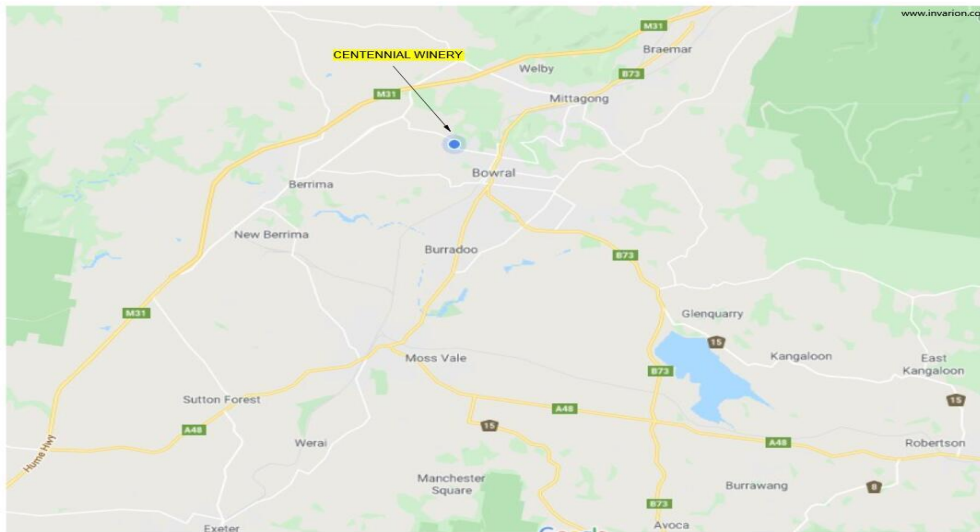 www.invarion.co
M31
Braemar
CENTENNIAL WINERY
Welby
B73
M31
Mittagong
Bowral
Berrima
New Berrima
Burradoo
B73
M31
Glenquarry
15
Moss Vale
Kangaloon
East
Kangaloon
B73
Sutton Forest
15
A48
A48
15
Hume Hwy
Werai
A48
Robertson
Manchester
Square
Burrawang
8
B73
Exeter
Avoca